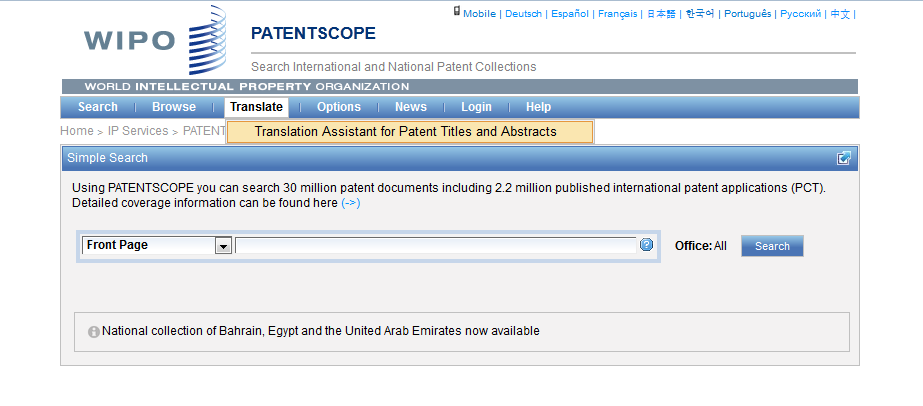 Mobile | Deutsch | Español | Français | 日本語 | 한국어 | Português | Русский | 中文 |
WIPO
PATENTSCOPE
Search International and National Patent Collections
WORLD INTELLECTUAL PROPERTY ORGANIZATION
Search | Browse | Translate | Options | News | Login | Help
Home > IP Services > PATENT
Translation Assistant for Patent Titles and Abstracts
Simple Search
Using PATENTSCOPE you can search 30 million patent documents including 2.2 million published international patent applications (PCT).
Detailed coverage information can be found here (->)
Front Page ? Office: All Search
National collection of Bahrain, Egypt and the United Arab Emirates now available